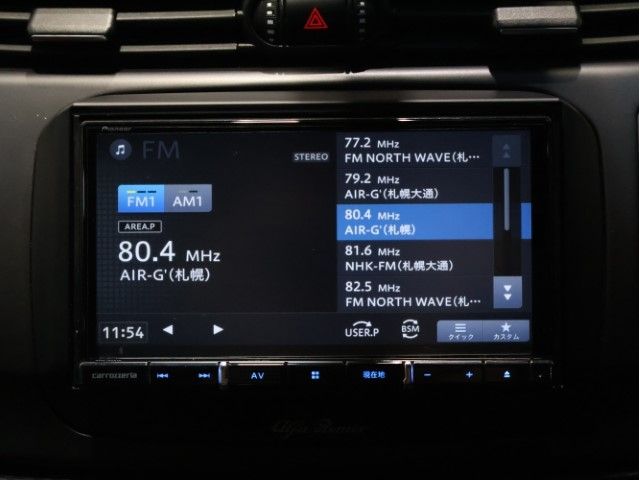 Pioneer
FM
STEREO
FM1 AM1
AREA.P
80.4 MHz
AIR-G'(札幌)
77.2 MHz
FM NORTH WAVE(札…
79.2 MHz
AIR-G'(札幌大通)
80.4 MHz
AIR-G'(札幌)
81.6 MHz
NHK-FM(札幌大通)
82.5 MHz
FM NORTH WAVE(札…
11:54
USER.P
BSM
クイック
カスタム
carrozzeria
AV
現在地
Alfa Romeo